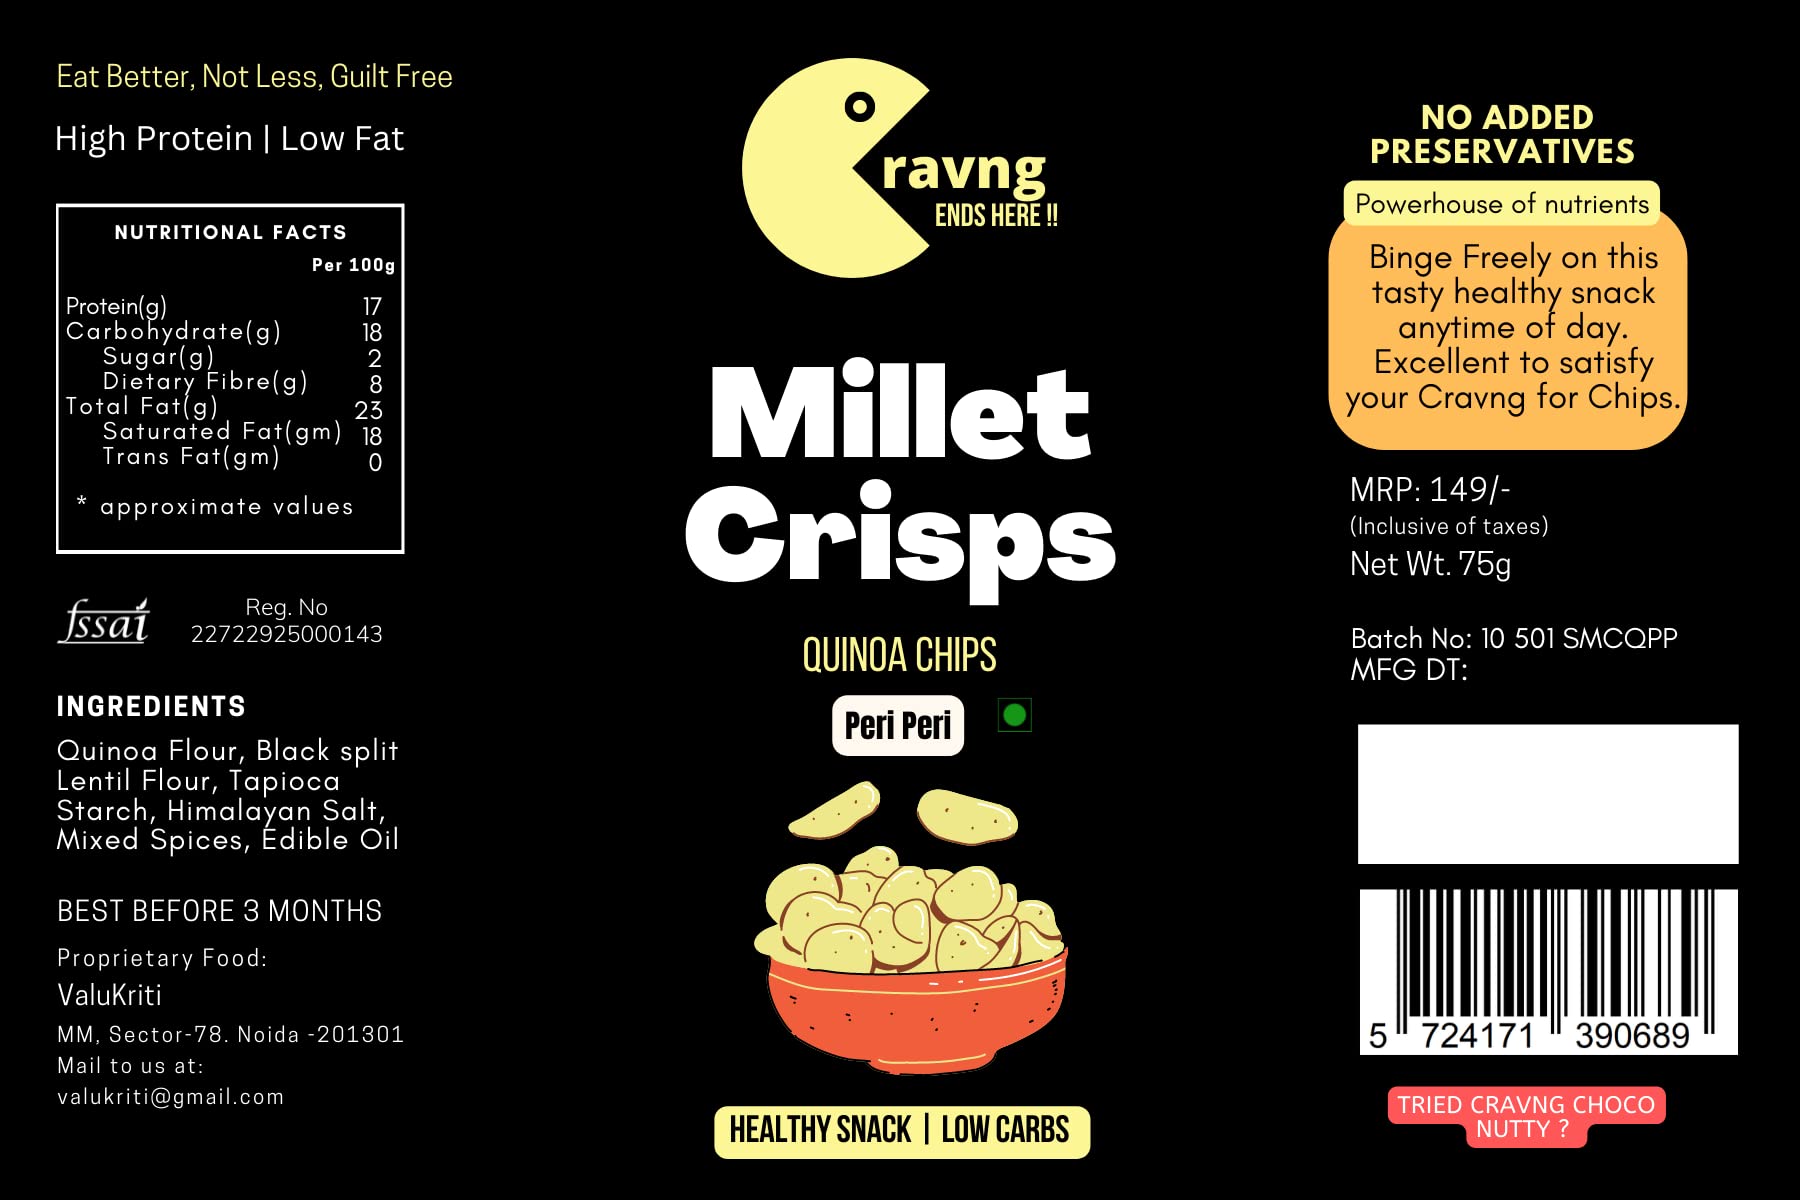 Eat Better, Not Less, Guilt Free
High Protein | Low Fat
NUTRITIONAL FACTS
Per 100g
Protein(g) 17
Carbohydrate(g) 18
Sugar(g) 2
Dietary Fibre(g) 8
Total Fat(g) 23
Saturated Fat(gm) 18
Trans Fat(gm) 0
* approximate values
fssai
Reg. No
22722925000143
INGREDIENTS
Quinoa Flour, Black split
Lentil Flour, Tapioca
Starch, Himalayan Salt,
Mixed Spices, Edible Oil
BEST BEFORE 3 MONTHS
Proprietary Food:
ValuKriti
MM, Sector-78. Noida -201301
Mail to us at:
valukriti@gmail.com
ravng
ENDS HERE !!
Millet
Crisps
QUINOA CHIPS
Peri Peri
HEALTHY SNACK | LOW CARBS
NO ADDED
PRESERVATIVES
Powerhouse of nutrients
Binge Freely on this
tasty healthy snack
anytime of day.
Excellent to satisfy
your Cravng for Chips.
MRP: 149/-
(Inclusive of taxes)
Net Wt. 75g
Batch No: 10 501 SMCQPP
MFG DT:
5 724171 390689
TRIED CRAVNG CHOCO
NUTTY ?